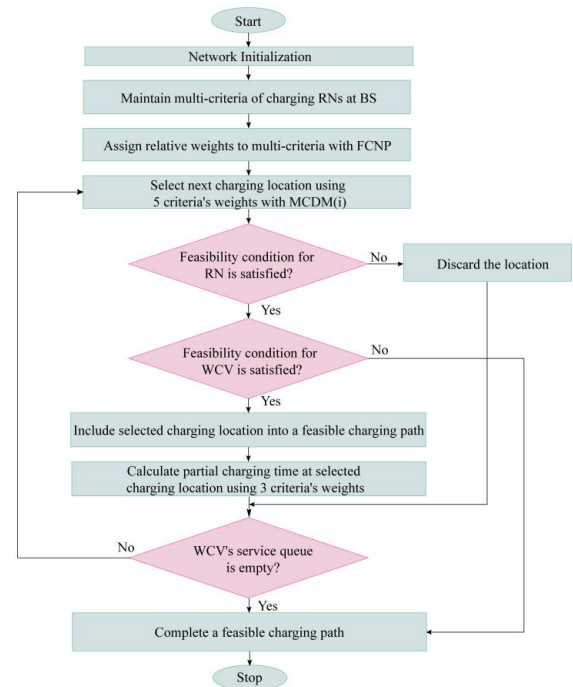 Start
Network Initialization
Maintain multi-criteria of charging RNs at BS
Assign relative weights to multi-criteria with FCNP
Select next charging location using
5 criteria's weights with MCDM(i)
Feasibility condition for
RN is satisfied?
No
Discard the location
Yes
Feasibility condition for
WCV is satisfied?
No
Yes
Include selected charging location into a feasible charging path
Calculate partial charging time at selected
charging location using 3 criteria's weights
No
WCV's service queue
is empty?
Yes
Complete a feasible charging path
Stop